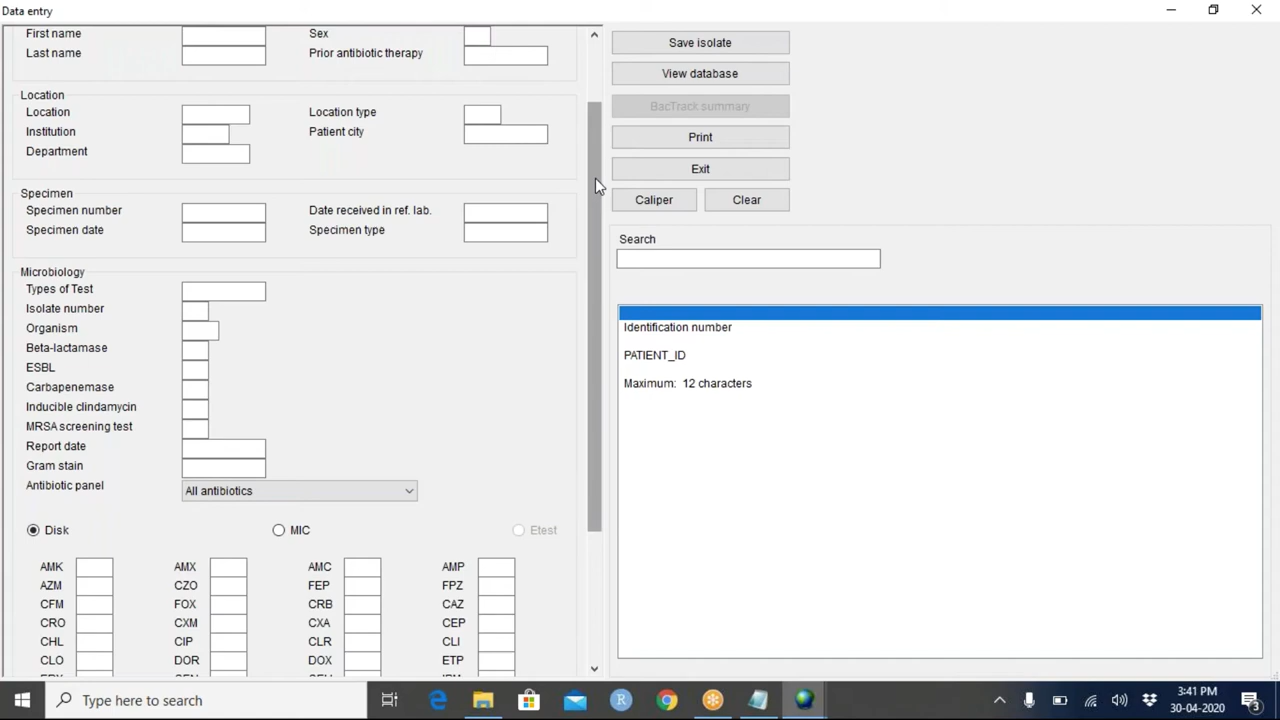 Data entry
First name Sex
Last name Prior antibiotic therapy
Location
Location Location type
Institution Patient city
Department
Specimen
Specimen number Date received in ref. lab.
Specimen date Specimen type
Microbiology
Types of Test
Isolate number
Organism
Beta-lactamase
ESBL
Carbapenemase
Inducible clindamycin
MRSA screening test
Report date
Gram stain
Antibiotic panel All antibiotics
Disk MIC Etest
AMK AMX AMC AMP
AZM CZO FEP FPZ
CFM FOX CRB CAZ
CRO CXM CXA CEP
CHL CIP CLR CLI
CLO DOR DOX ETP
Save isolate
View database
BacTrack summary
Print
Exit
Caliper Clear
Search
Identification number
PATIENT_ID
Maximum: 12 characters
Type here to search
3:41 PM
30-04-2020
3